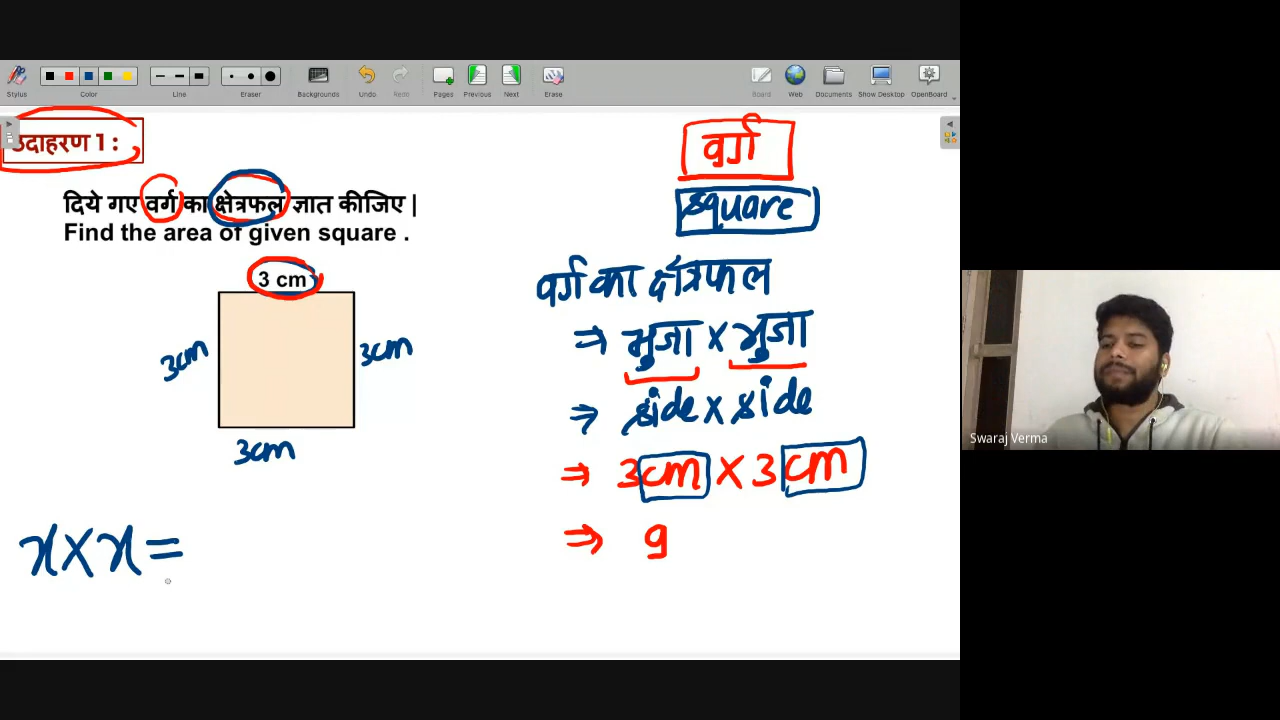 Stylus
Color
Line
Eraser
Backgrounds
Undo
Redo
Pages
Previous
Next
Erase
Board
Web
Documents
Show Desktop
OpenBoard
उदाहरण 1 :
दिये गए वर्ग का क्षेत्रफल ज्ञात कीजिए |
Find the area of given square .
3 cm
3cm
3cm
3cm
x×x=
वर्ग
square
वर्ग का क्षेत्रफल
⇒ भुजा × भुजा
⇒ side × side
⇒ 3cm × 3cm
⇒ 9
Swaraj Verma